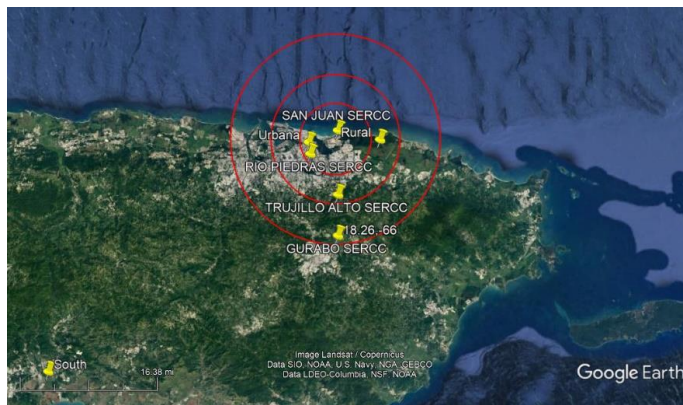 SAN JUAN SERCC
Urbana
Rural
RIO PIEDRAS SERCC
TRUJILLO ALTO SERCC
18.26,-66
GURABO SERCC
South
16.38 mi
Image Landsat / Copernicus
Data SIO, NOAA, U.S. Navy, NGA, GEBCO
Data LDEO-Columbia, NSF, NOAA
Google Earth